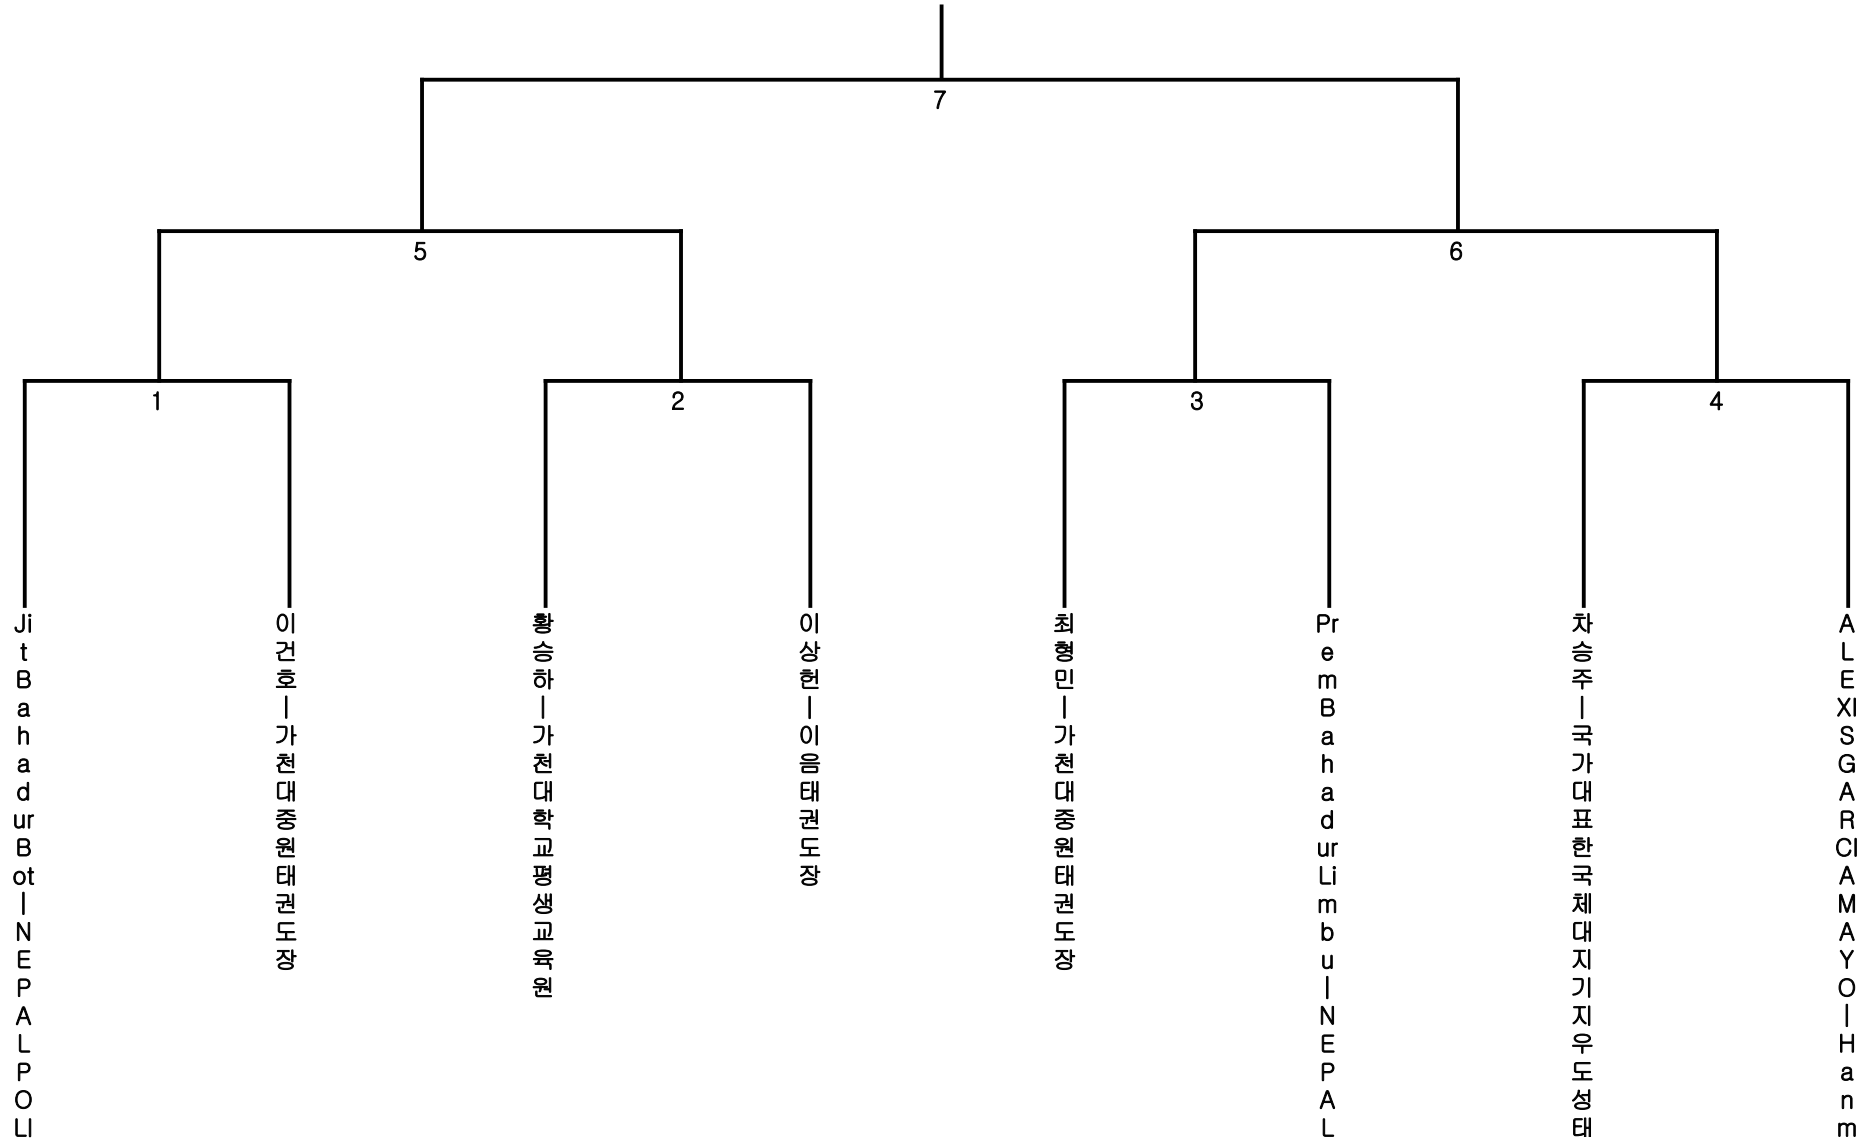 7
5
6
1
2
3
4
JitBahadurBot|NEPALPOLI
이건호|가천대중원태권도장
황승하|가천대학교평생교육원
이상헌|이음태권도장
최형민|가천대중원태권도장
PremBahadurLimbu|NEPAL
차승주|국가대표한국체대지기지우도성태
ALEXISGARCIAMAYO|Hanm